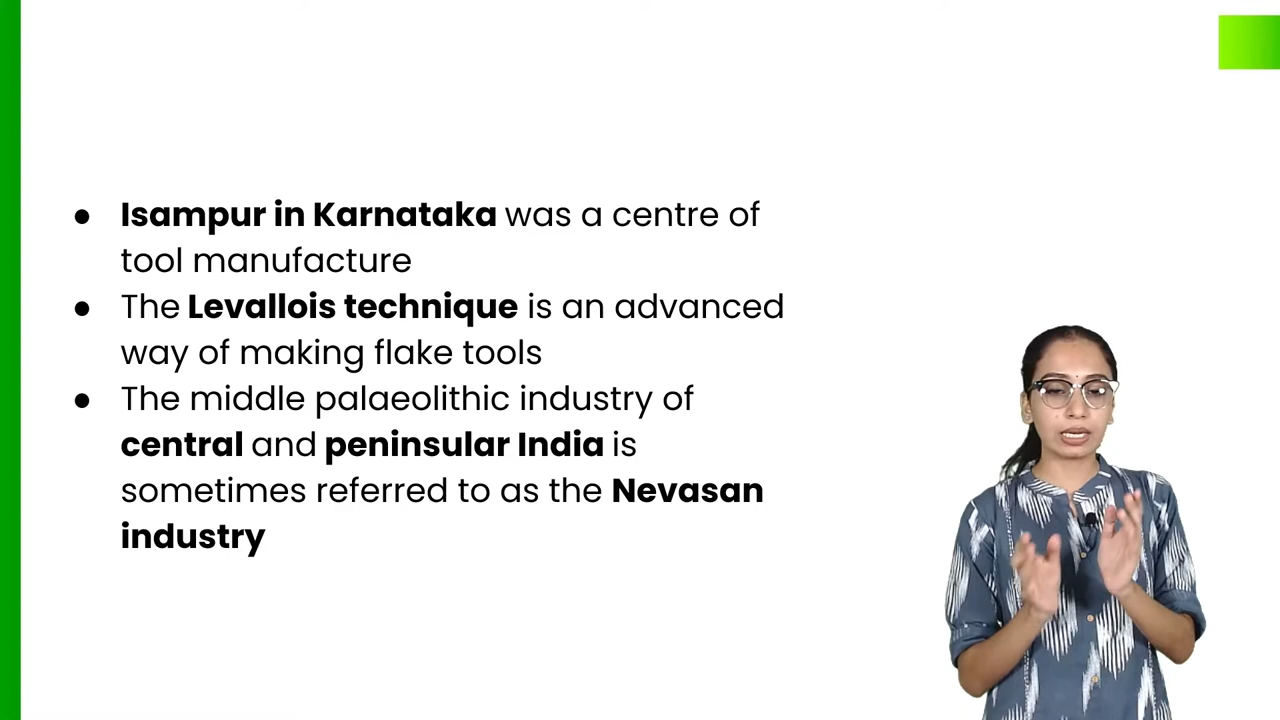 ● Isampur in Karnataka was a centre of
tool manufacture
● The Levallois technique is an advanced
way of making flake tools
● The middle palaeolithic industry of
central and peninsular India is
sometimes referred to as the Nevasan
industry